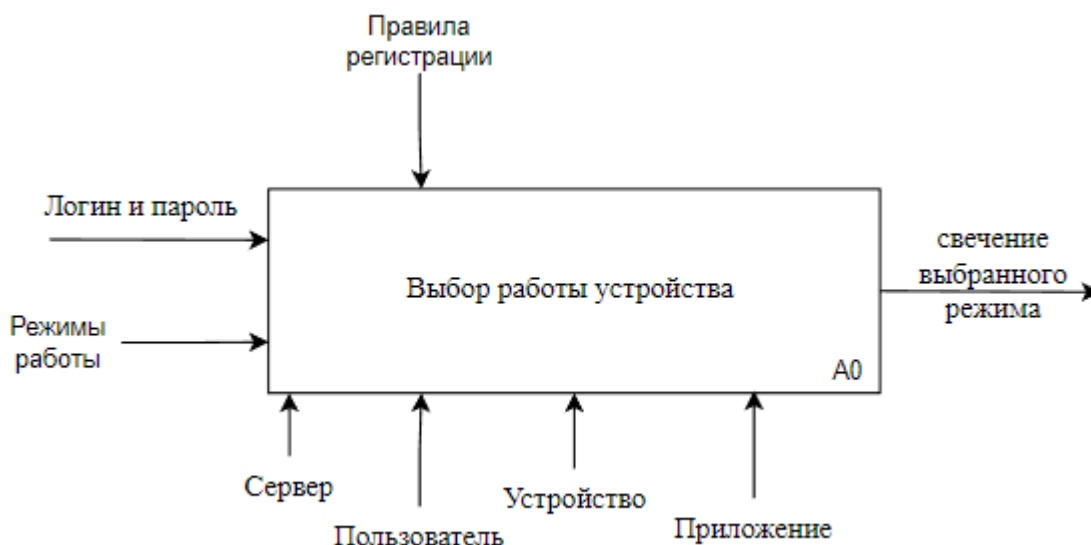 Правила
регистрации
Логин и пароль
свечение
выбранного
режима
Выбор работы устройства
Режимы
работы
A0
Сервер
Устройство
Пользователь
Приложение